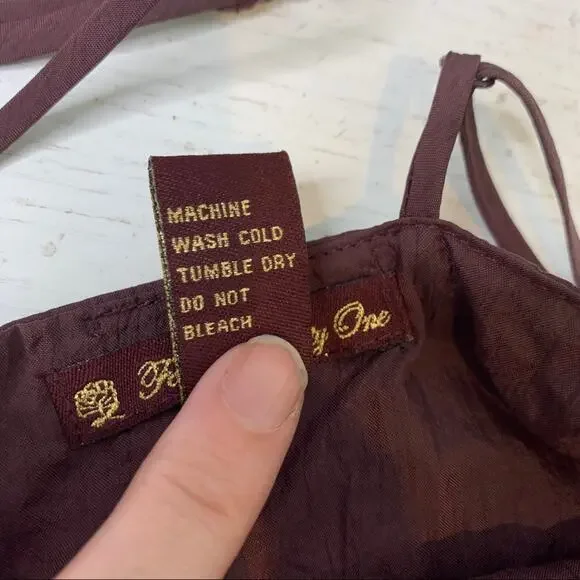 MACHINE
WASH COLD
TUMBLE DRY
DO NOT
BLEACH
One